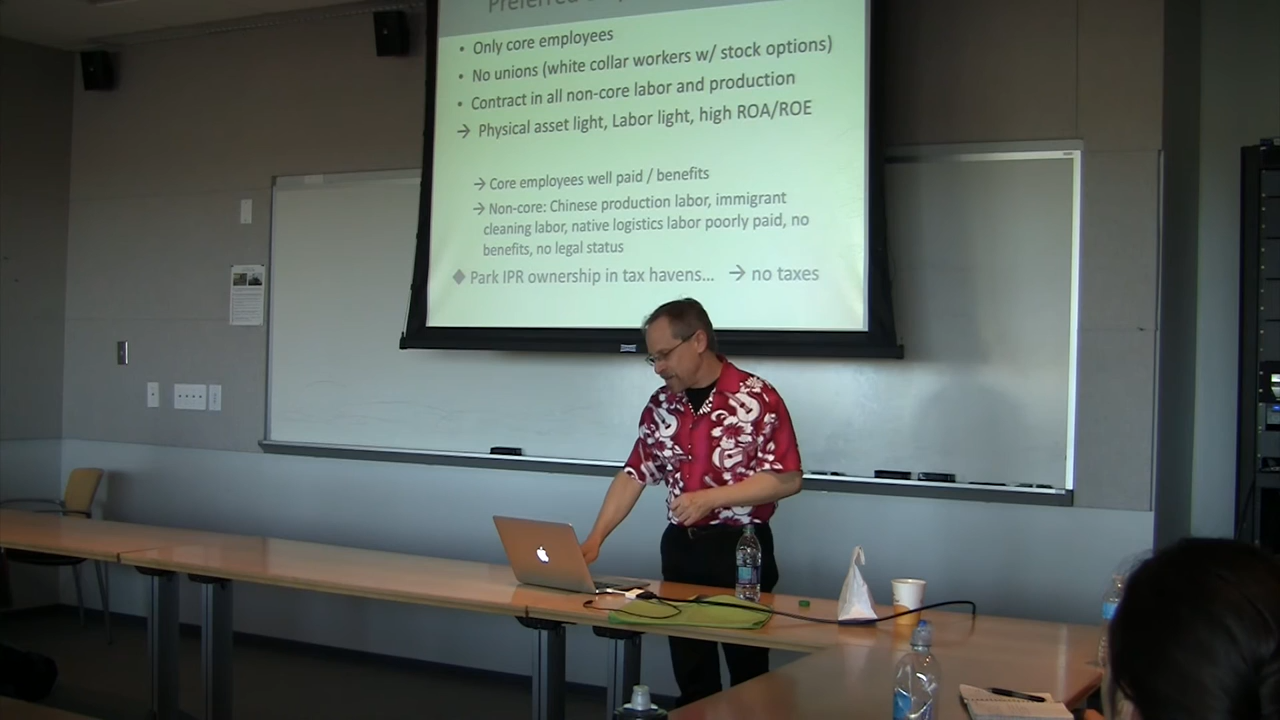 Preferred
• Only core employees
• No unions (white collar workers w/ stock options)
• Contract in all non-core labor and production
→ Physical asset light, Labor light, high ROA/ROE
→ Core employees well paid / benefits
→ Non-core: Chinese production labor, immigrant
cleaning labor, native logistics labor poorly paid, no
benefits, no legal status
◆ Park IPR ownership in tax havens... → no taxes